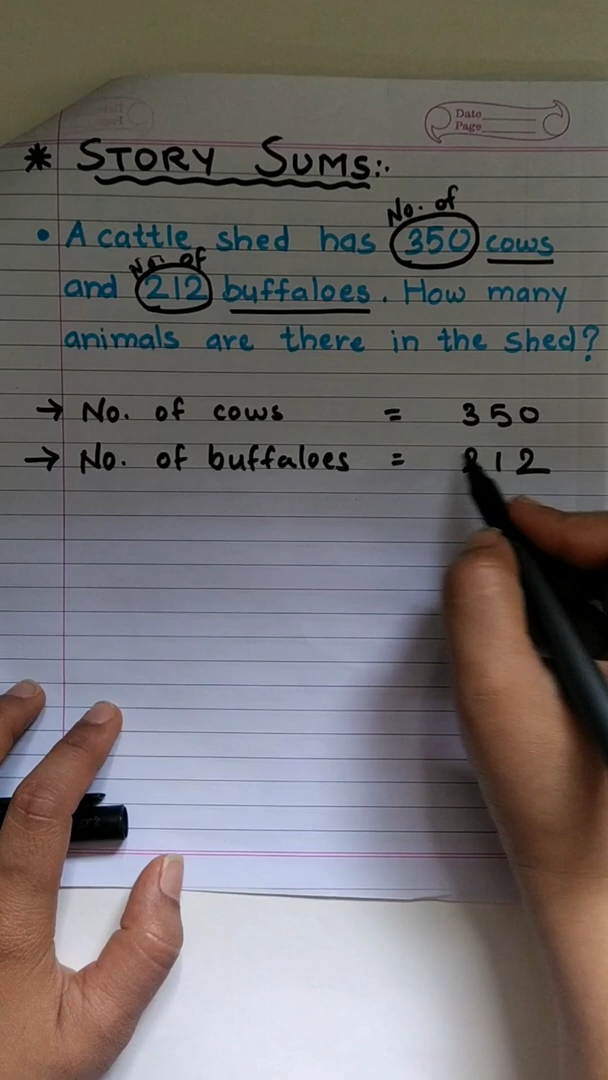 Date
Page
* STORY SUMS:.
No. of
• A cattle shed has 350 cows
No. of
and 212 buffaloes. How many
animals are there in the shed?
→ No. of cows = 350
→ No. of buffaloes = 212